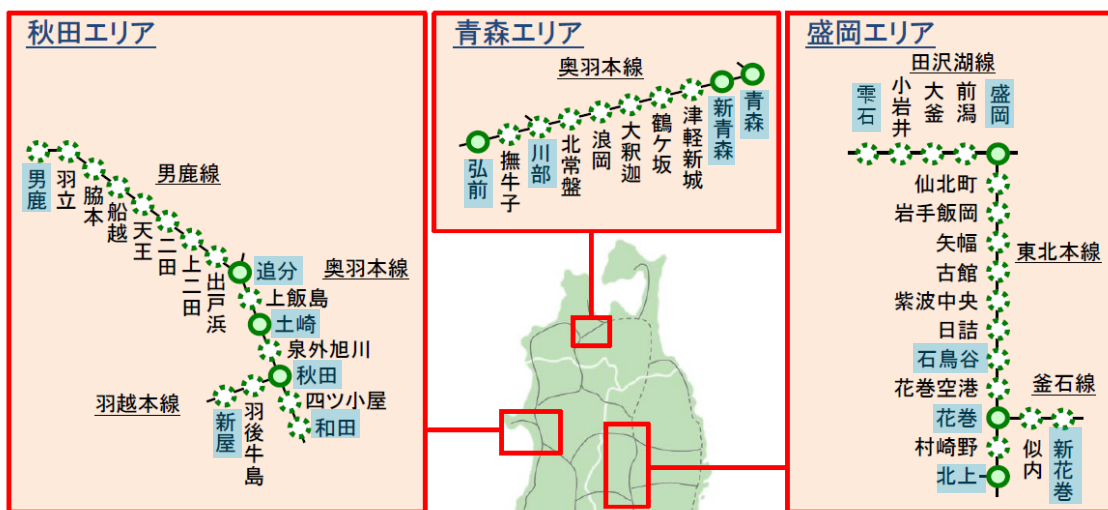 秋田エリア
男鹿線
男鹿
羽立
脇本
船越
天王
二田
上二田
出戸浜
追分
奥羽本線
上飯島
土崎
泉外旭川
秋田
羽越本線
新屋
羽後牛島
四ツ小屋
和田
青森エリア
奥羽本線
弘前
撫牛子
川部
北常盤
浪岡
大釈迦
鶴ケ坂
津軽新城
新青森
青森
盛岡エリア
田沢湖線
雫石
小岩井
大釜
前潟
盛岡
仙北町
岩手飯岡
矢幅
古館
紫波中央
日詰
石鳥谷
花巻空港
花巻
村崎野
北上
東北本線
釜石線
似内
新花巻